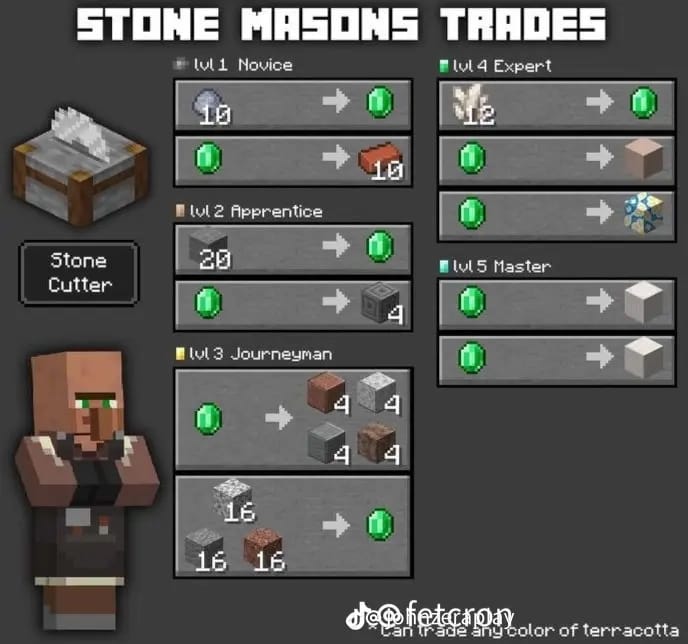 STONE MASONS TRADES
lvl 1 Novice
10
10
lvl 2 Apprentice
20
4
lvl 3 Journeyman
4 4
4 4
16
16 16
lvl 4 Expert
12
lvl 5 Master
Stone
Cutter
@fetcron
*Can trade any color of terracotta